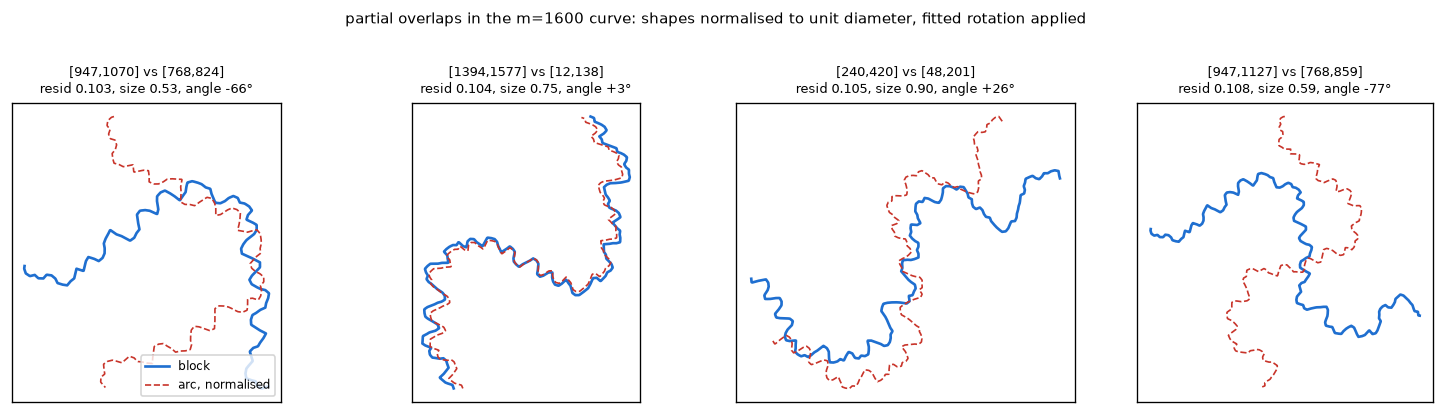 partial overlaps in the m=1600 curve: shapes normalised to unit diameter, fitted rotation applied
[947,1070] vs [768,824]
resid 0.103, size 0.53, angle -66°
[1394,1577] vs [12,138]
resid 0.104, size 0.75, angle +3°
[240,420] vs [48,201]
resid 0.105, size 0.90, angle +26°
[947,1127] vs [768,859]
resid 0.108, size 0.59, angle -77°
block
arc, normalised